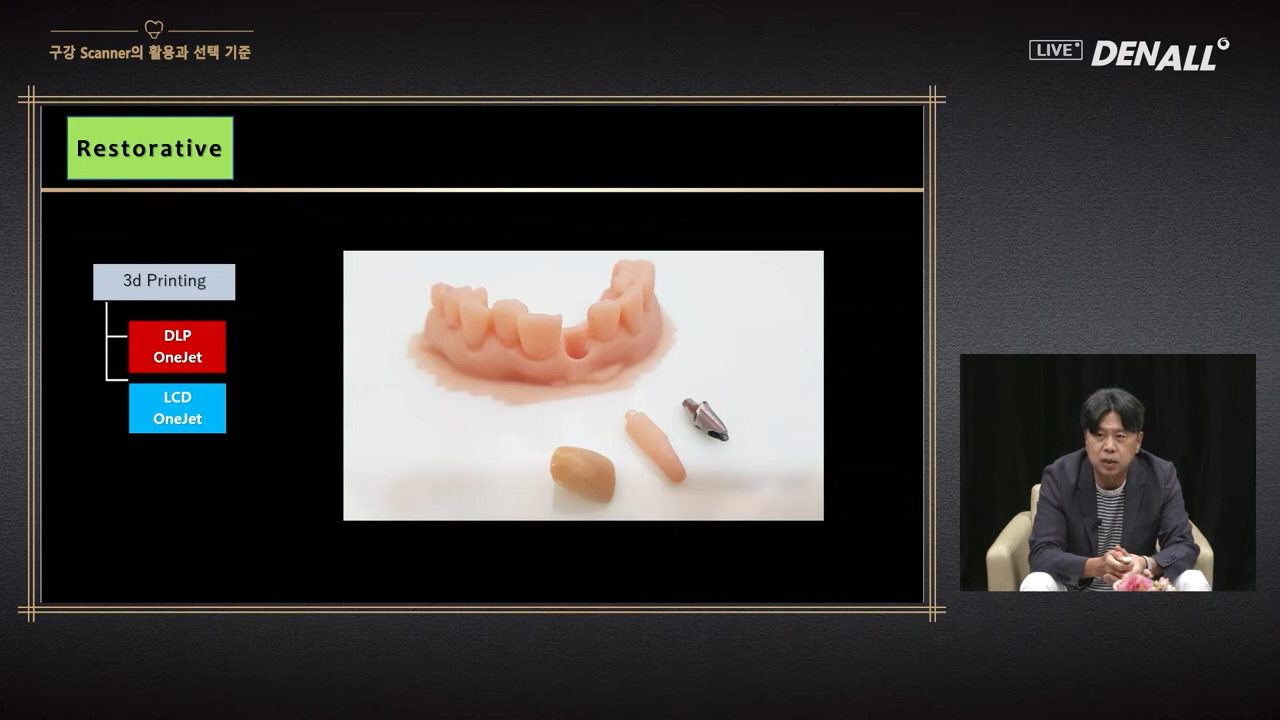 구강 Scanner의 활용과 선택 기준
LIVE
DENALL
Restorative
3d Printing
DLP
OneJet
LCD
OneJet